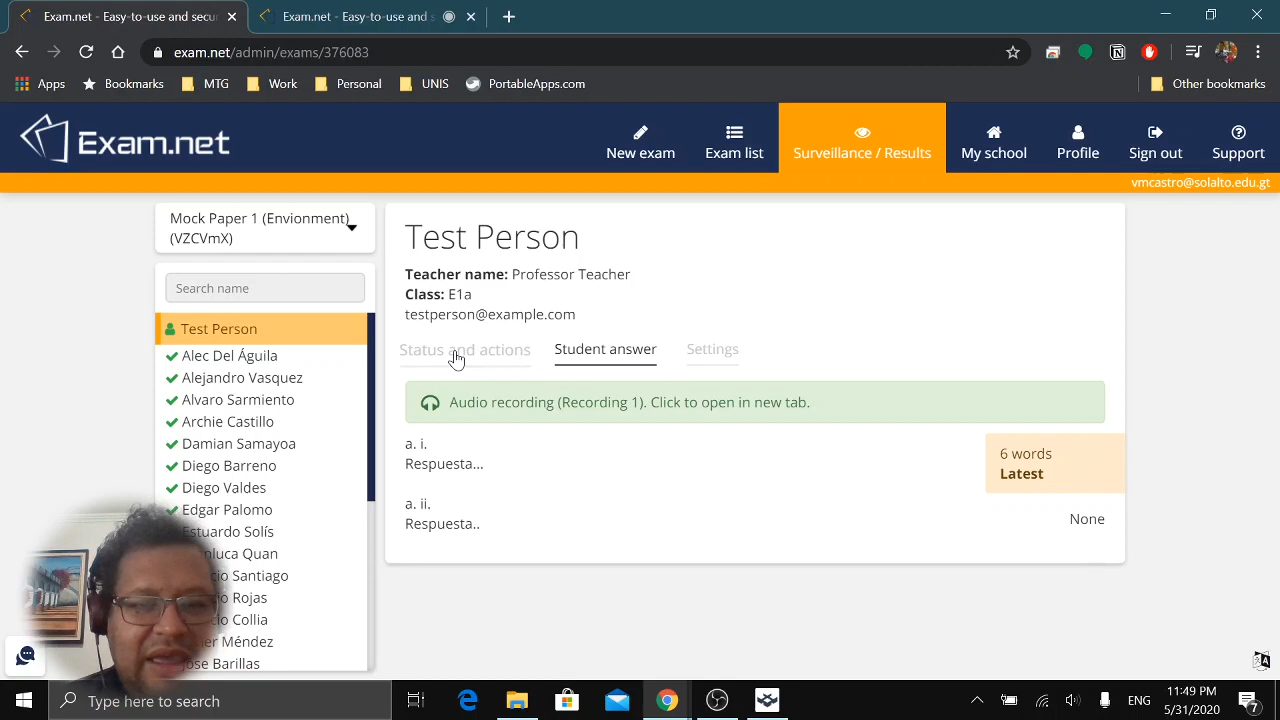 Exam.net - Easy-to-use and se
Exam.net - Easy-to-use and s
exam.net/admin/exams/376083
Apps
Bookmarks
MTG
Work
Personal
UNIS
PortableApps.com
Other bookmarks
Exam.net
New exam
Exam list
Surveillance / Results
My school
Profile
Sign out
Support
vmcastro@solalto.edu.gt
Mock Paper 1 (Envionment)
(VZCVmX)
Search name
Test Person
Alec Del Águila
Alejandro Vasquez
Alvaro Sarmiento
Archie Castillo
Damian Samayoa
Diego Barreno
Diego Valdes
Edgar Palomo
Estuardo Solís
Quan
Santiago
Rojas
Collia
Méndez
Jose Barillas
Test Person
Teacher name: Professor Teacher
Class: E1a
testperson@example.com
Status and actions
Student answer
Settings
Audio recording (Recording 1). Click to open in new tab.
a. i.
Respuesta...
a. ii.
Respuesta..
6 words
Latest
None
Type here to search
ENG
11:49 PM
5/31/2020
7